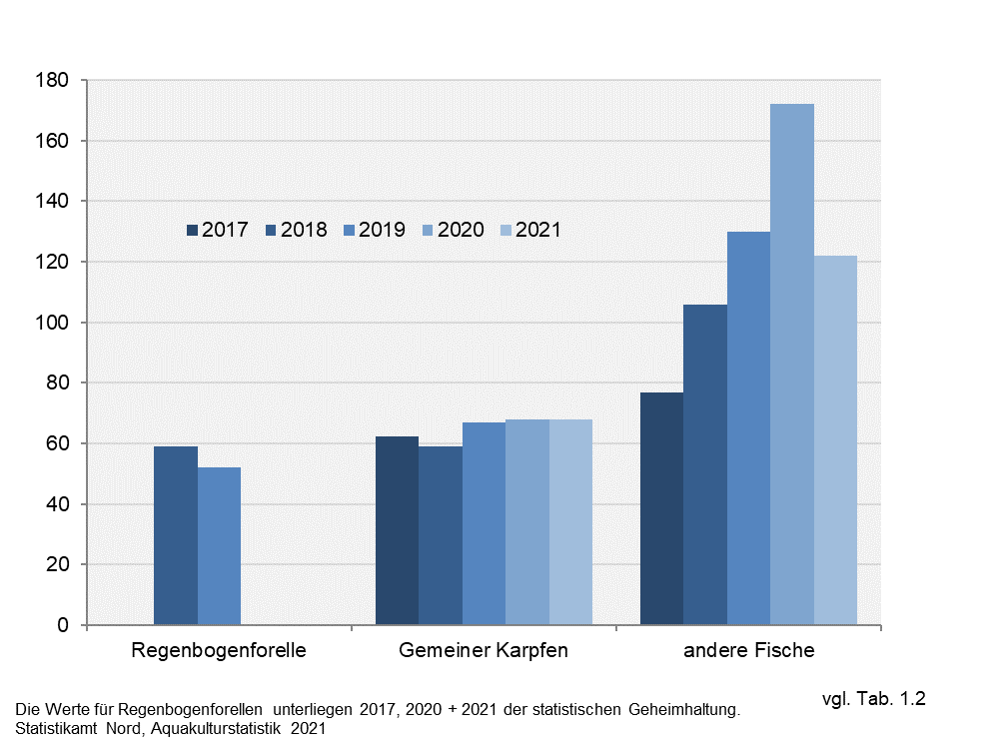 180
160
140
120
100
80
60
40
20
0
2017 2018 2019 2020 2021
Regenbogenforelle Gemeiner Karpfen andere Fische
vgl. Tab. 1.2
Die Werte für Regenbogenforellen unterliegen 2017, 2020 + 2021 der statistischen Geheimhaltung.
Statistikamt Nord, Aquakulturstatistik 2021